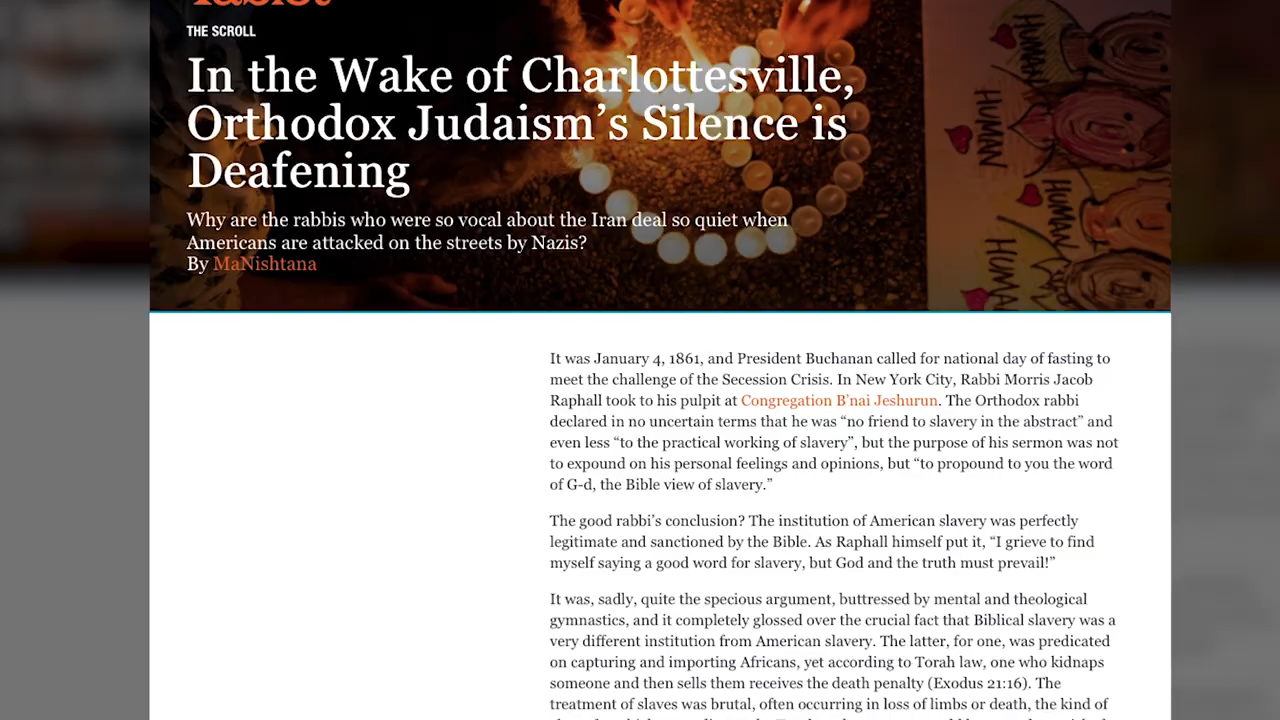 THE SCROLL
In the Wake of Charlottesville,
Orthodox Judaism’s Silence is
Deafening
Why are the rabbis who were so vocal about the Iran deal so quiet when
Americans are attacked on the streets by Nazis?
By MaNishtana
HUMAN
HUMAN
HUMAN
HUMAN
It was January 4, 1861, and President Buchanan called for national day of fasting to
meet the challenge of the Secession Crisis. In New York City, Rabbi Morris Jacob
Raphall took to his pulpit at Congregation B’nai Jeshurun. The Orthodox rabbi
declared in no uncertain terms that he was “no friend to slavery in the abstract” and
even less “to the practical working of slavery”, but the purpose of his sermon was not
to expound on his personal feelings and opinions, but “to propound to you the word
of G-d, the Bible view of slavery.”
The good rabbi’s conclusion? The institution of American slavery was perfectly
legitimate and sanctioned by the Bible. As Raphall himself put it, “I grieve to find
myself saying a good word for slavery, but God and the truth must prevail!”
It was, sadly, quite the specious argument, buttressed by mental and theological
gymnastics, and it completely glossed over the crucial fact that Biblical slavery was a
very different institution from American slavery. The latter, for one, was predicated
on capturing and importing Africans, yet according to Torah law, one who kidnaps
someone and then sells them receives the death penalty (Exodus 21:16). The
treatment of slaves was brutal, often occurring in loss of limbs or death, the kind of